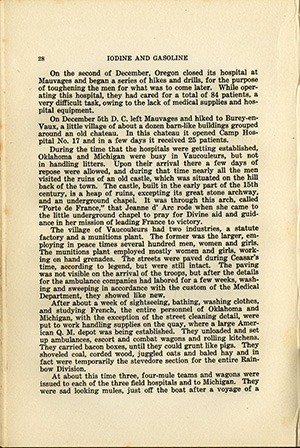 28 IODINE AND GASOLINE
On the second of December, Oregon closed its hospital at
Mauvages and began a series of hikes and drills, for the purpose
of toughening the men for what was to come later. While oper-
ating this hospital, they had cared for a total of 84 patients, a
very difficult task, owing to the lack of medical supplies and hos-
pital equipment.
On December 5th D. C. left Mauvages and hiked to Burey-en-
Vaux, a little village of about a dozen barn-like buildings grouped
around an old chateau. In this chateau it opened Camp Hos-
pital No. 17 and in a few days it received 25 patients.
During the time that the hospitals were getting established,
Oklahoma and Michigan were busy in Vaucouleurs, but not
in handling litters. Upon their arrival there a few days of
repose were allowed, and during that time nearly all the men
visited the ruins of an old castle, which was situated on the hill
back of the town. The castle, built in the early part of the 15th
century, is a heap of ruins, excepting its great stone archway,
and an underground chapel. It was through this arch, called
"Porte de France," that Jeanne d' Arc rode when she came to
the little underground chapel to pray for Divine aid and guid-
ance in her mission of leading France to victory.
The village of Vaucouleurs had two industries, a statue
factory and a munitions plant. The former was the larger, em-
ploying in peace times several hundred men, women and girls.
The munitions plant employed mostly women and girls, work-
ing on hand grenades. The streets were paved during Ceasar's
time, according to legend, but were still intact. The paving
was not visible on the arrival of the troops, but after the details
for the ambulance companies had labored for a few weeks, wash-
ing and sweeping in accordance with the custom of the Medical
Department, they showed like new.
After about a week of sightseeing, bathing, washing clothes,
and studying French, the entire personnel of Oklahoma and
Michigan, with the exception of the street cleaning detail, were
put to work handling supplies on the quay, where a large Amer-
ican Q. M. depot was being established. They unloaded and set
up ambulances, escort and combat wagons and rolling kitchens.
They carried bacon boxes, until they could grunt like pigs. They
shoveled coal, corded wood, juggled oats and baled hay and in
fact were temporarily the stevedore section for the entire Rain-
bow Division.
At about this time three, four-mule teams and wagons were
issued to each of the three field hospitals and to Michigan. They
were sad looking mules, just off the boat after a voyage of a